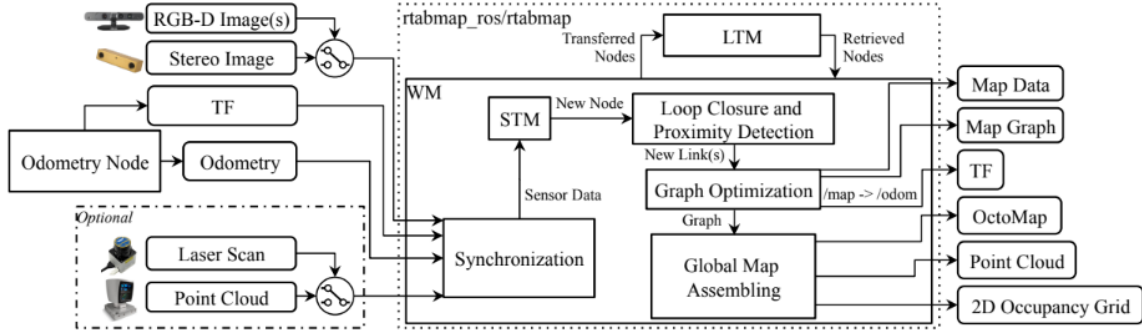 RGB-D Image(s)
Stereo Image
TF
Odometry Node
Odometry
Optional
Laser Scan
Point Cloud
rtabmap_ros/rtabmap
Transferred
Nodes
LTM
Retrieved
Nodes
WM
STM
New Node
Loop Closure and
Proximity Detection
New Link(s)
Sensor Data
Graph Optimization
/map -> /odom
Graph
Synchronization
Global Map
Assembling
Map Data
Map Graph
TF
OctoMap
Point Cloud
2D Occupancy Grid